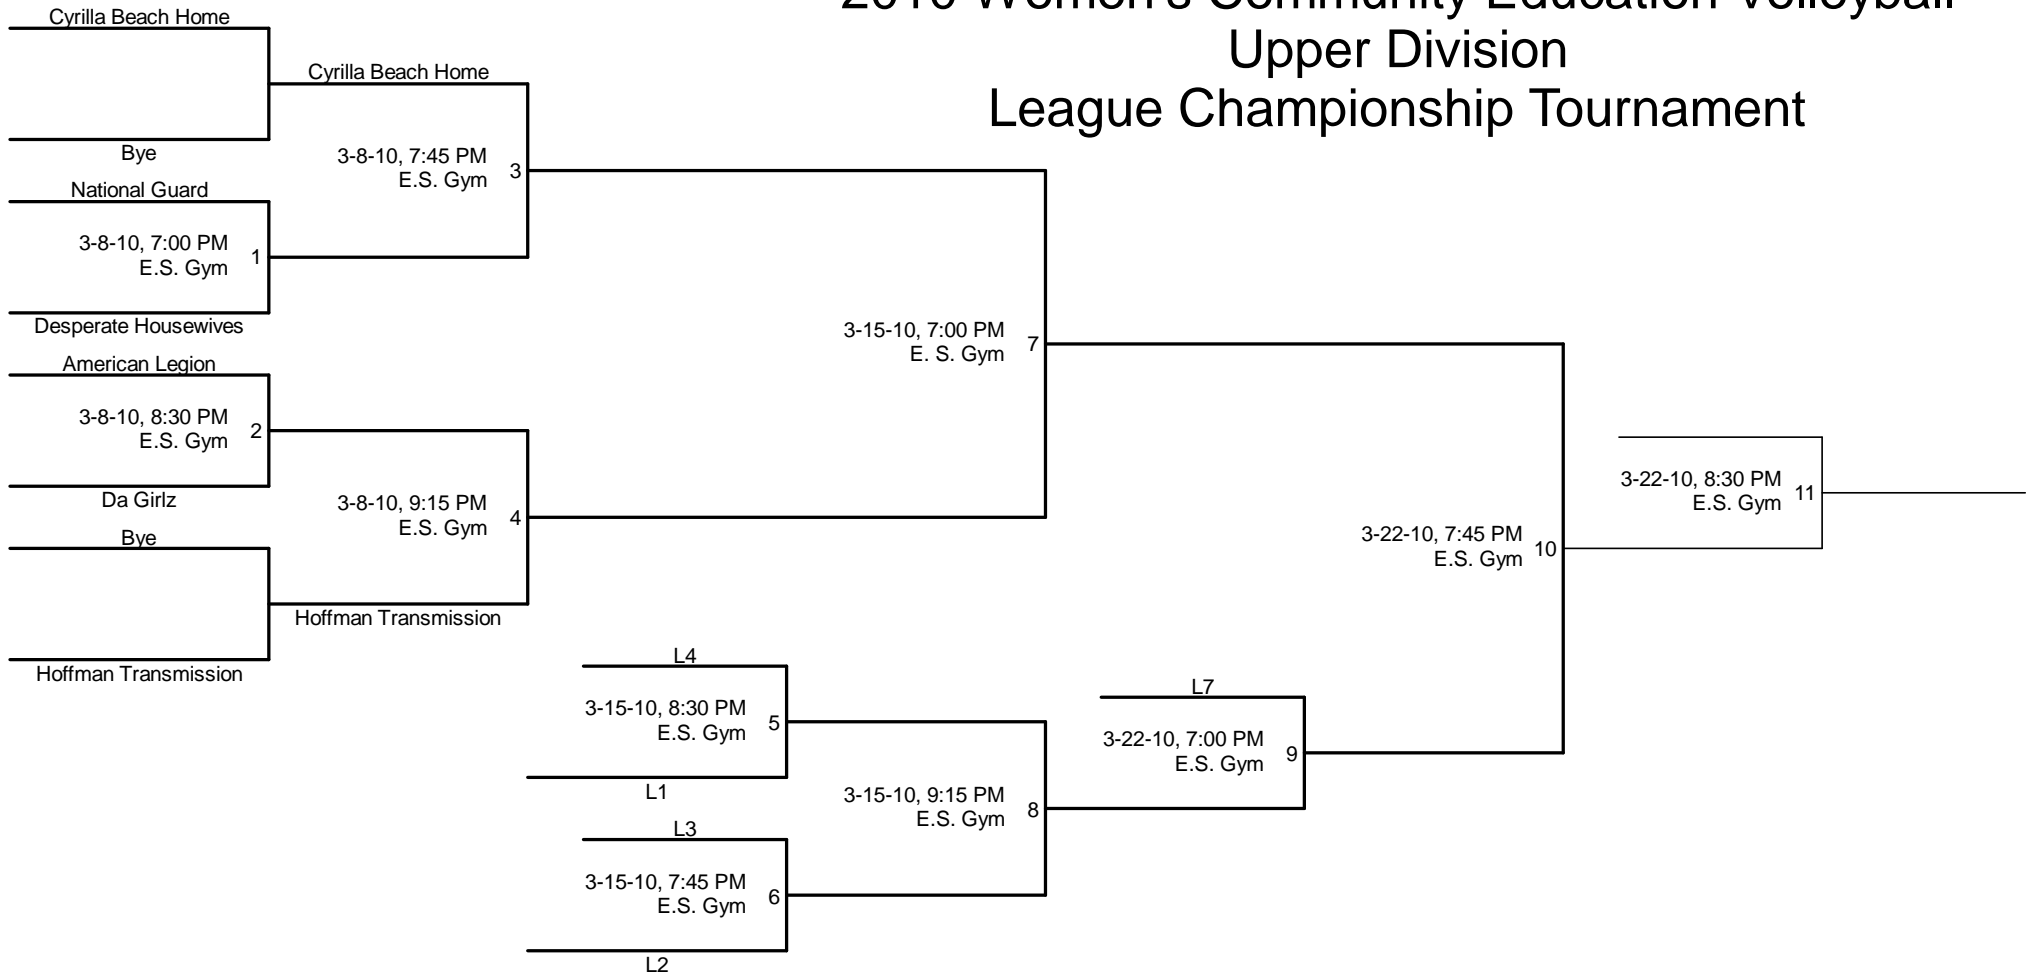 2010 Women's Community Education Volleyball
Upper Division
League Championship Tournament
Cyrilla Beach Home
Bye
Cyrilla Beach Home
National Guard
3-8-10, 7:00 PM
E.S. Gym
1
Desperate Housewives
3-8-10, 7:45 PM
E.S. Gym
3
American Legion
3-8-10, 8:30 PM
E.S. Gym
2
Da Girlz
Bye
Hoffman Transmission
Hoffman Transmission
3-8-10, 9:15 PM
E.S. Gym
4
3-15-10, 7:00 PM
E. S. Gym
7
L4
3-15-10, 8:30 PM
E.S. Gym
5
L1
L3
3-15-10, 7:45 PM
E.S. Gym
6
L2
3-15-10, 9:15 PM
E.S. Gym
8
L7
3-22-10, 7:00 PM
E.S. Gym
9
3-22-10, 7:45 PM
E.S. Gym
10
3-22-10, 8:30 PM
E.S. Gym
11